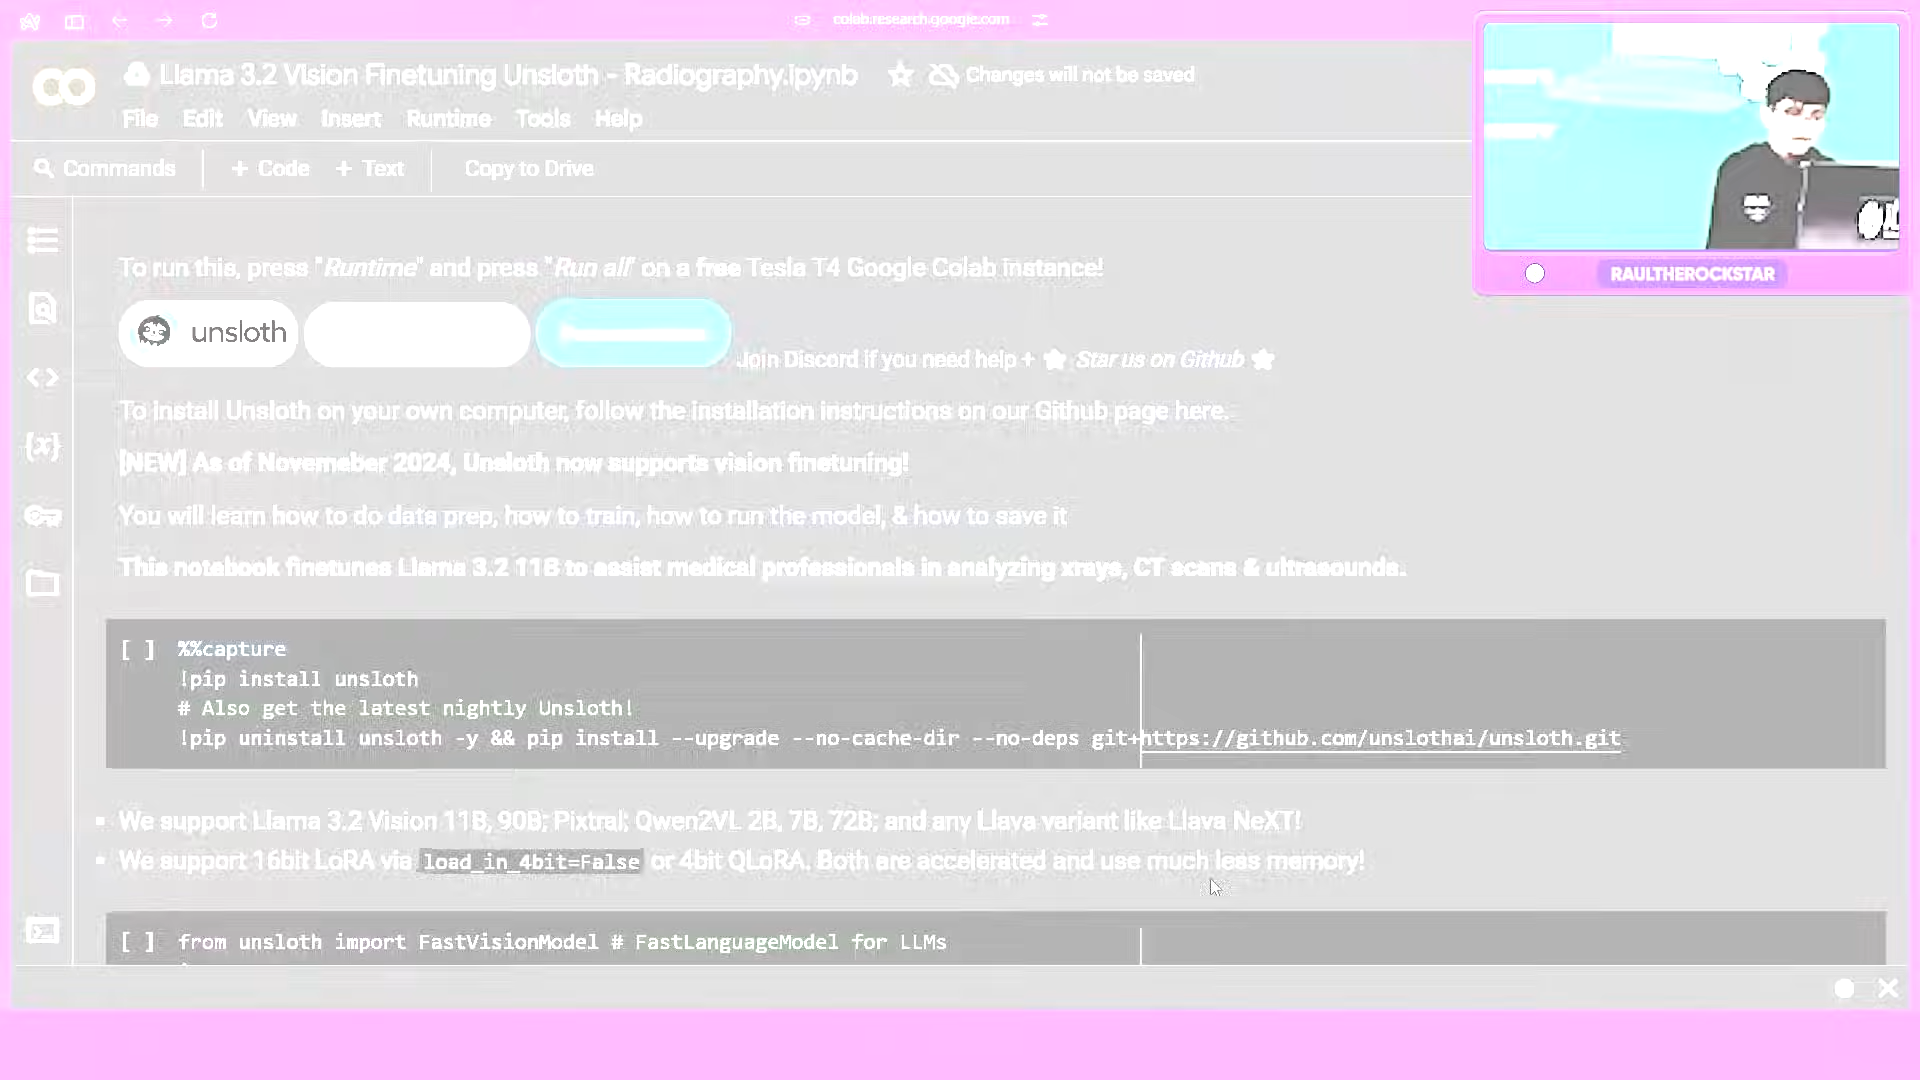 colab.research.google.com
Llama 3.2 Vision Finetuning Unsloth - Radiography.ipynb
Changes will not be saved
File Edit View Insert Runtime Tools Help
Commands + Code + Text Copy to Drive
RAULTHEROCKSTAR
To run this, press "Runtime" and press "Run all" on a free Tesla T4 Google Colab instance!
unsloth
Join Discord if you need help + ⭐ Star us on Github ⭐
To install Unsloth on your own computer, follow the installation instructions on our Github page here.
[NEW] As of Novemeber 2024, Unsloth now supports vision finetuning!
You will learn how to do data prep, how to train, how to run the model, & how to save it
This notebook finetunes Llama 3.2 11B to assist medical professionals in analyzing xrays, CT scans & ultrasounds.
[ ] %%capture
!pip install unsloth
# Also get the latest nightly Unsloth!
!pip uninstall unsloth -y && pip install --upgrade --no-cache-dir --no-deps git+https://github.com/unslothai/unsloth.git
▪ We support Llama 3.2 Vision 11B, 90B; Pixtral; Qwen2VL 2B, 7B, 72B; and any Llava variant like Llava NeXT!
▪ We support 16bit LoRA via load_in_4bit=False or 4bit QLoRA. Both are accelerated and use much less memory!
[ ] from unsloth import FastVisionModel # FastLanguageModel for LLMs